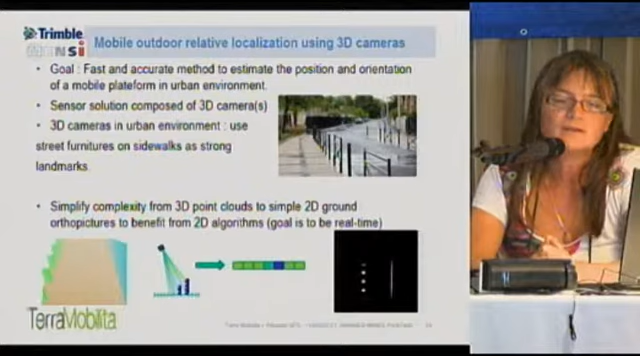 Trimble
mensi
Mobile outdoor relative localization using 3D cameras
• Goal : Fast and accurate method to estimate the position and orientation
of a mobile plateform in urban environment.
• Sensor solution composed of 3D camera(s)
• 3D cameras in urban environment : use
street furnitures on sidewalks as strong
landmarks.
• Simplify complexity from 3D point clouds to simple 2D ground
orthopictures to benefit from 2D algorithms (goal is to be real-time)
TerraMobilita